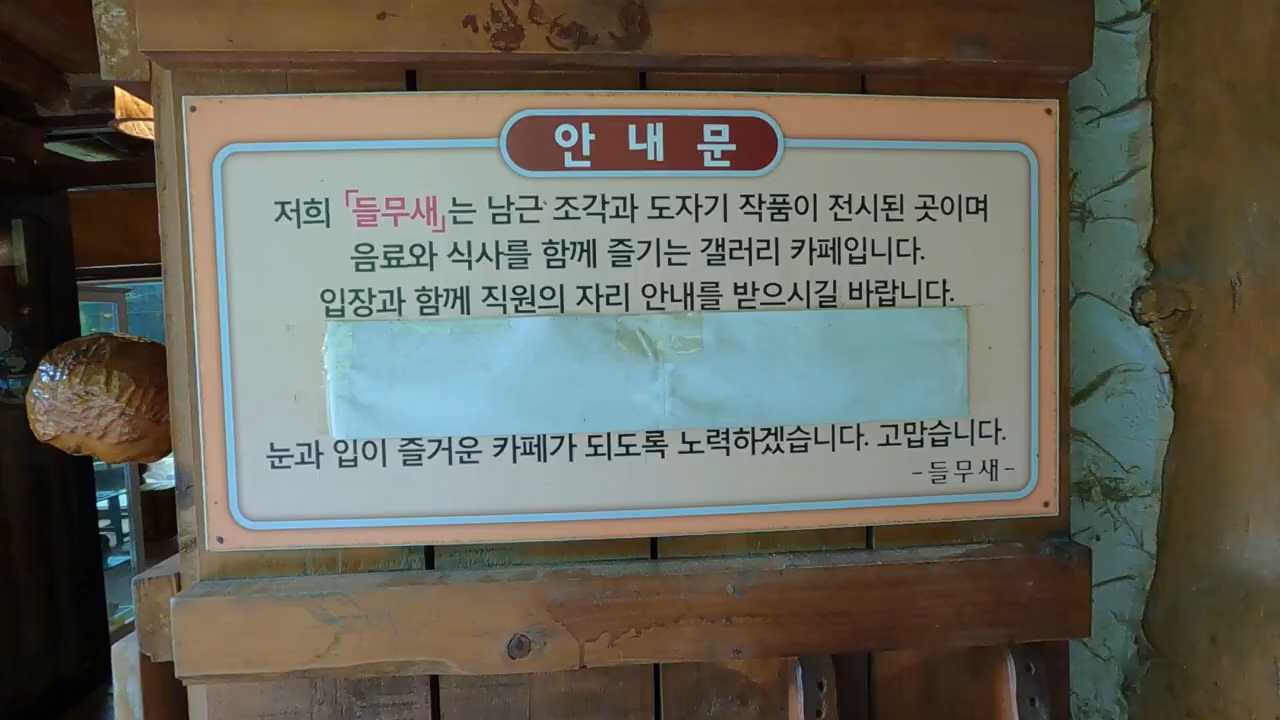 안내문
저희 「들무새」는 남근 조각과 도자기 작품이 전시된 곳이며
음료와 식사를 함께 즐기는 갤러리 카페입니다.
입장과 함께 직원의 자리 안내를 받으시길 바랍니다.
눈과 입이 즐거운 카페가 되도록 노력하겠습니다. 고맙습니다.
-들무새-